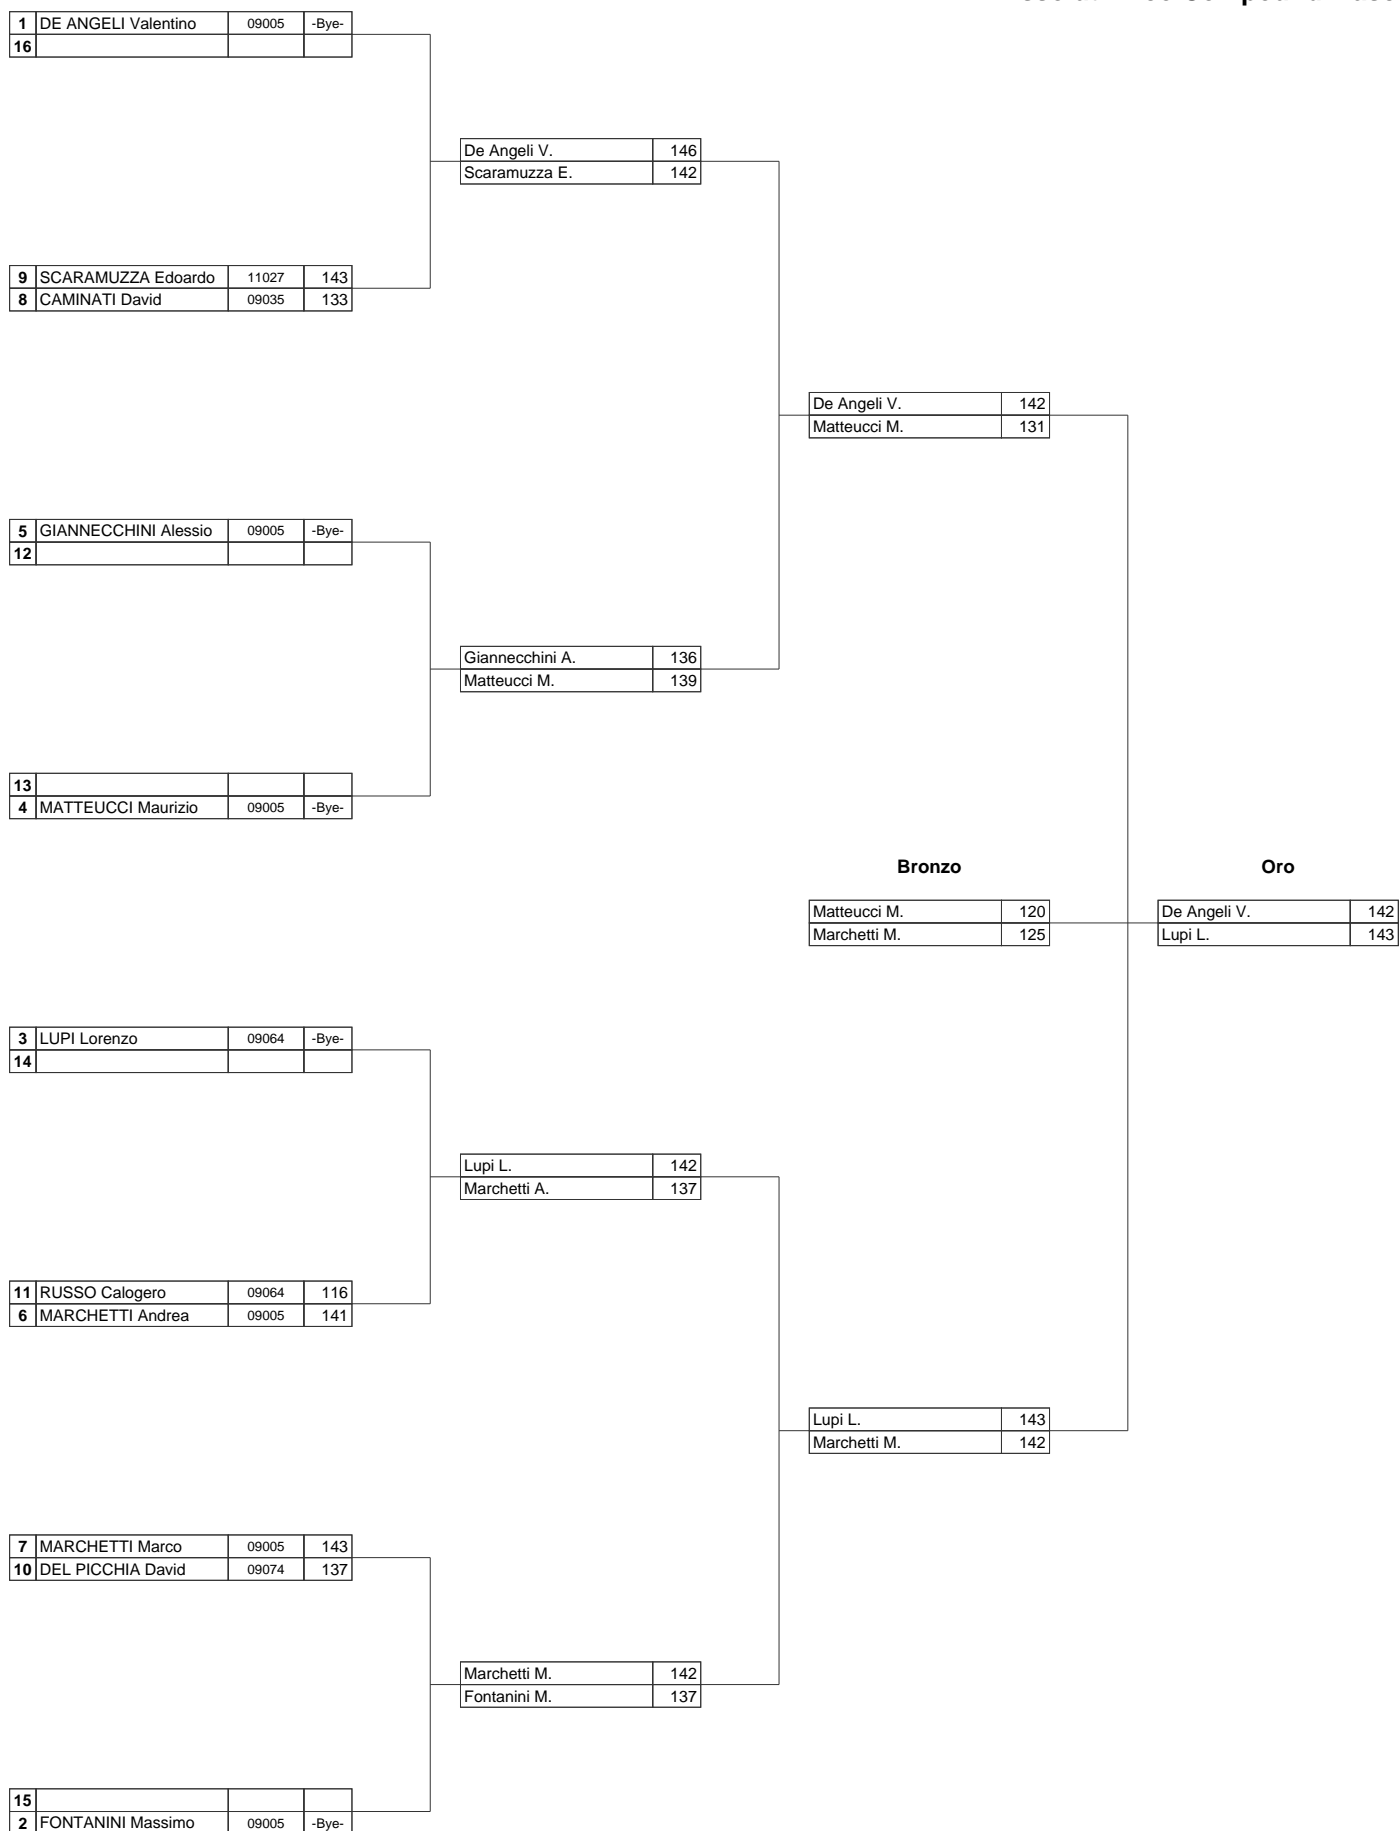 1 DE ANGELI Valentino 09005 -Bye-
16
De Angeli V. 146
Scaramuzza E. 142
9 SCARAMUZZA Edoardo 11027 143
8 CAMINATI David 09035 133
De Angeli V. 142
Matteucci M. 131
5 GIANNECCHINI Alessio 09005 -Bye-
12
Giannecchini A. 136
Matteucci M. 139
13
4 MATTEUCCI Maurizio 09005 -Bye-
Bronzo Oro
Matteucci M. 120 De Angeli V. 142
Marchetti M. 125 Lupi L. 143
3 LUPI Lorenzo 09064 -Bye-
14
Lupi L. 142
Marchetti A. 137
11 RUSSO Calogero 09064 116
6 MARCHETTI Andrea 09005 141
Lupi L. 143
Marchetti M. 142
7 MARCHETTI Marco 09005 143
10 DEL PICCHIA David 09074 137
Marchetti M. 142
Fontanini M. 137
15
2 FONTANINI Massimo 09005 -Bye-